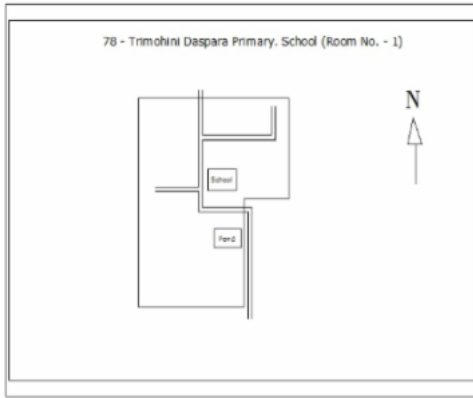 78 - Trimohini Daspara Primary. School (Room No. - 1)
N
School
Pond